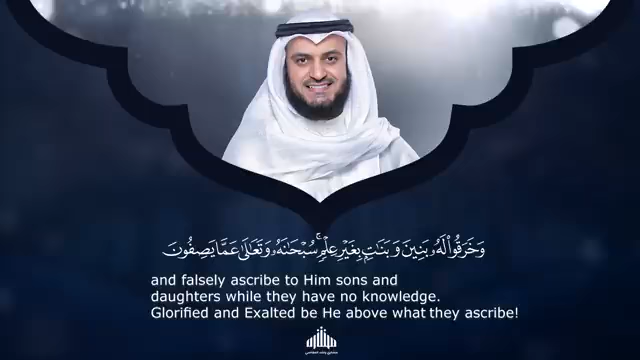 وَخَرَقُوا۟ لَهُۥ بَنِينَ وَبَنَٰتٍۭ بِغَيْرِ عِلْمٍۚ سُبْحَٰنَهُۥ وَتَعَٰلَىٰ عَمَّا يَصِفُونَ
and falsely ascribe to Him sons and
daughters while they have no knowledge.
Glorified and Exalted be He above what they ascribe!